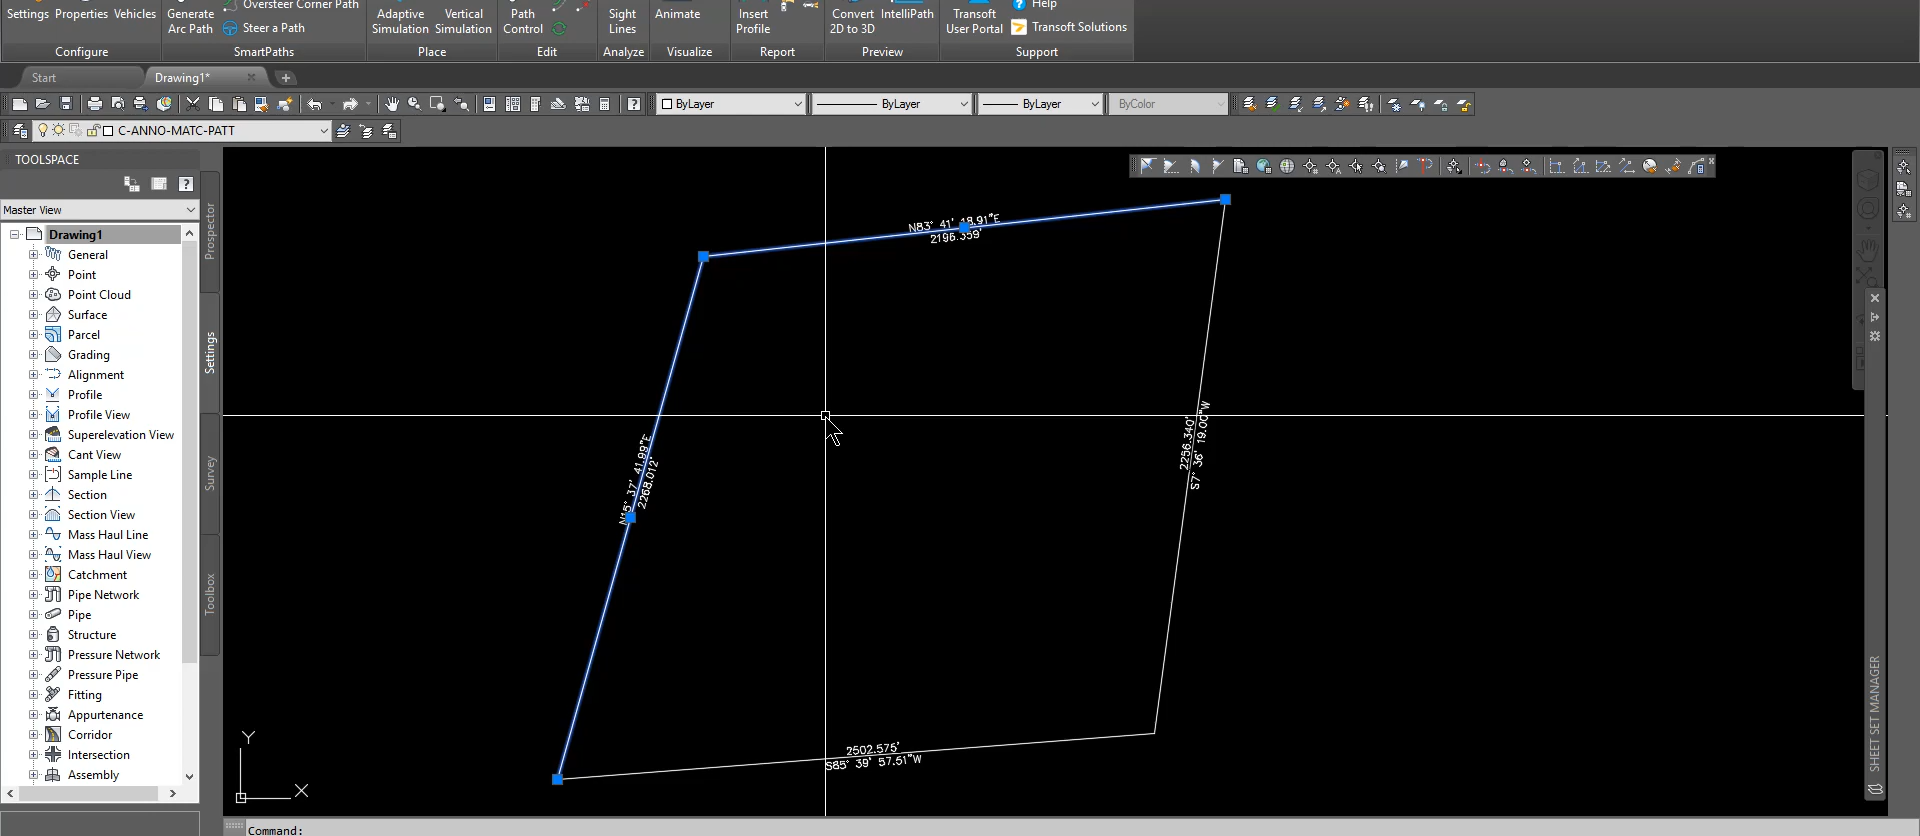 Oversteer Corner Path
Help
Settings Properties Vehicles Generate Arc Path Steer a Path Adaptive Simulation Vertical Simulation Path Control Sight Lines Animate Insert Profile Convert 2D to 3D IntelliPath Transoft User Portal Transoft Solutions
Configure SmartPaths Place Edit Analyze Visualize Report Preview Support
Start Drawing1*
ByLayer ByLayer ByLayer ByColor
C-ANNO-MATC-PATT
TOOLSPACE
Master View
Drawing1
General
Point
Point Cloud
Surface
Parcel
Grading
Alignment
Profile
Profile View
Superelevation View
Cant View
Sample Line
Section
Section View
Mass Haul Line
Mass Haul View
Catchment
Pipe Network
Pipe
Structure
Pressure Network
Pressure Pipe
Fitting
Appurtenance
Corridor
Intersection
Assembly
Prospector
Settings
Survey
Toolbox
N83° 41' 18.91"E
2196.359'
N15° 37' 41.99"E
2268.012'
2256.340'
S7° 36' 19.00"W
2502.575'
S85° 39' 57.51"W
Y
X
SHEET SET MANAGER
Command: